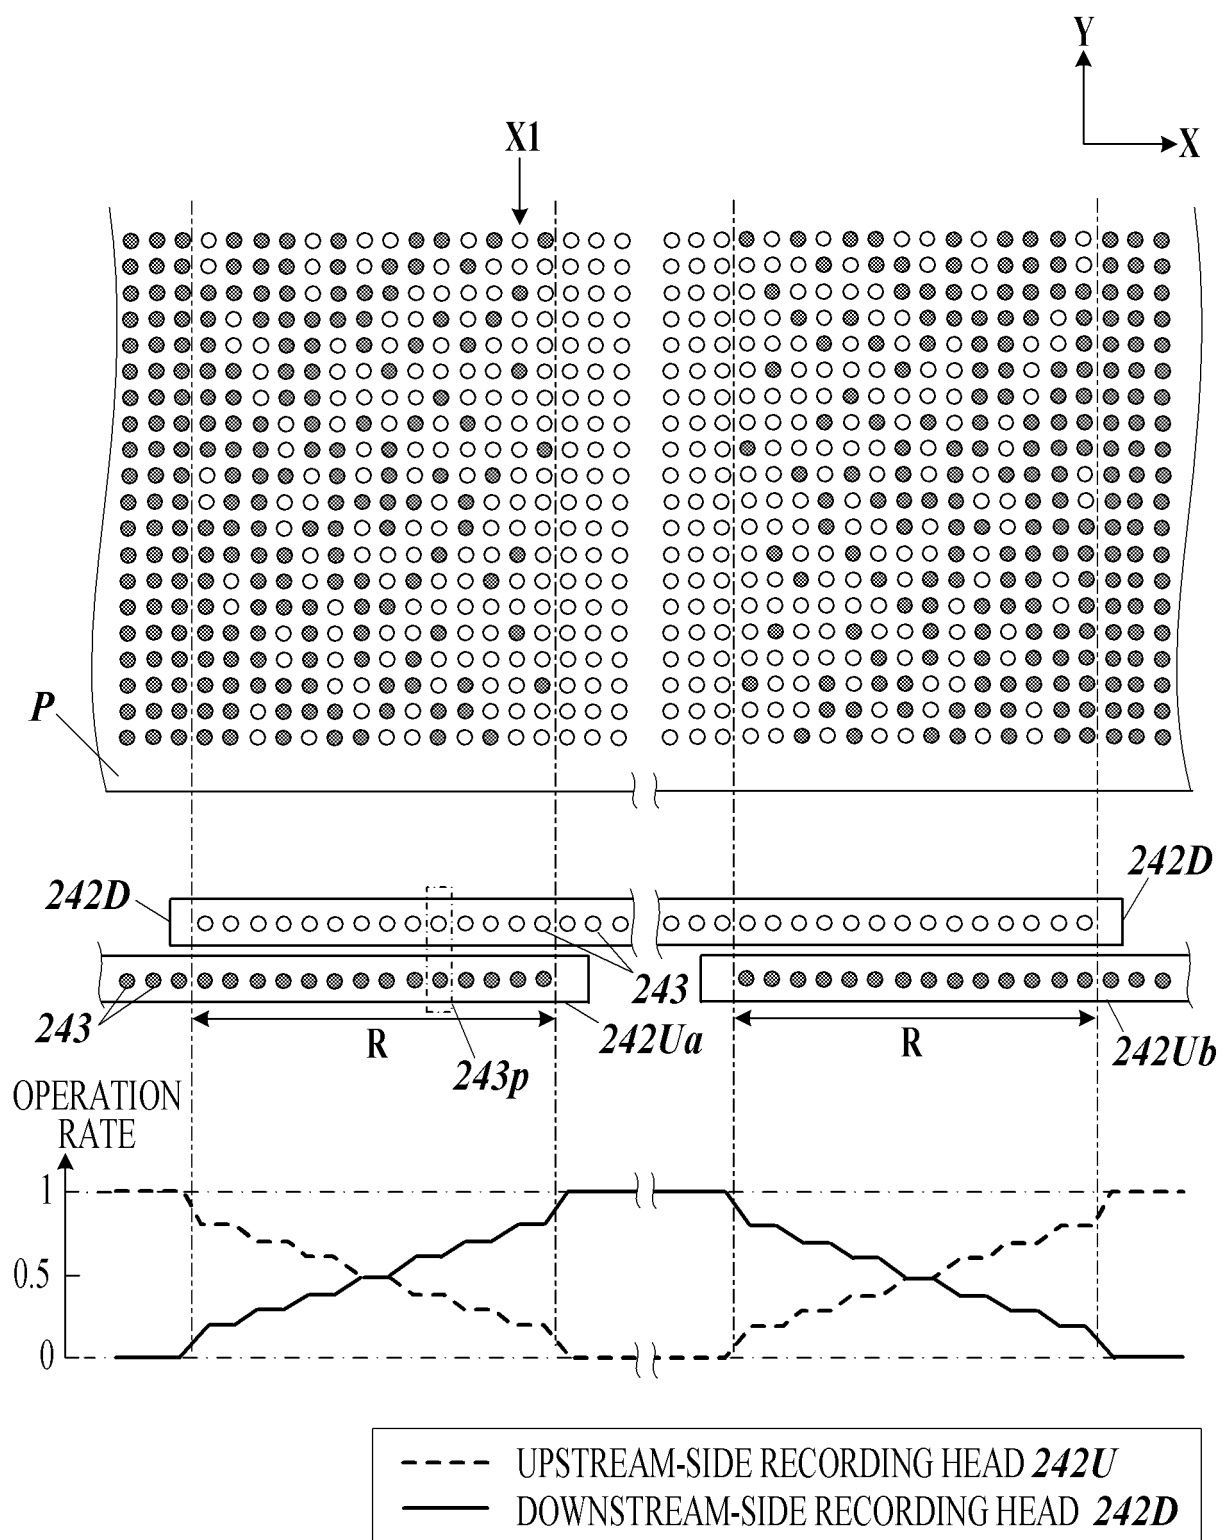 Y
X
X1
P
242D
242D
243
243
R
242Ua
R
242Ub
243p
OPERATION
RATE
1
0.5
0
UPSTREAM-SIDE RECORDING HEAD 242U
DOWNSTREAM-SIDE RECORDING HEAD 242D